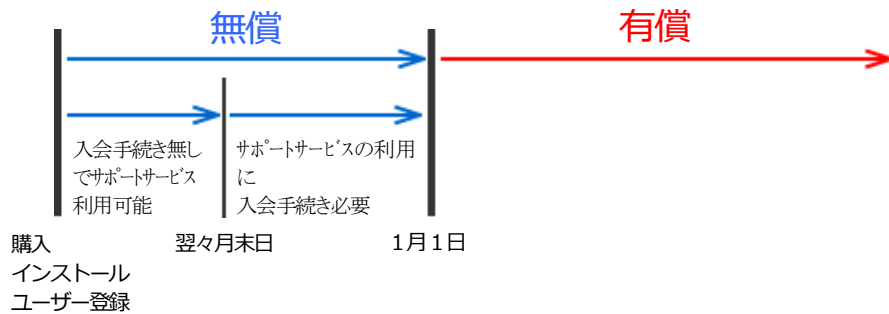 無償
有償
入会手続き無し
でサポートサービス
利用可能
サポートサービスの利用
に
入会手続き必要
購入
インストール
ユーザー登録
翌々月末日
１月１日